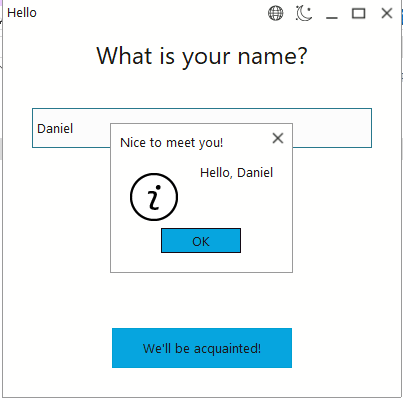 Hello
What is your name?
Daniel
Nice to meet you!
Hello, Daniel
OK
We'll be acquainted!